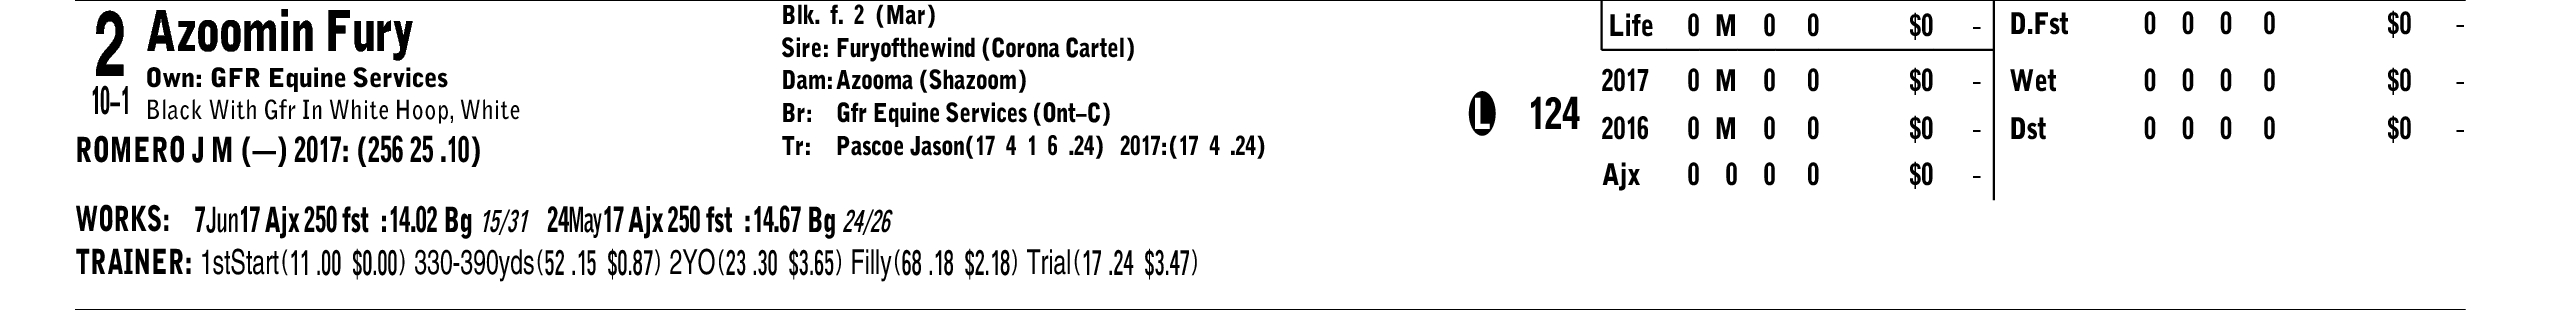 2 Azoomin Fury
Own: GFR Equine Services
10–1 Black With Gfr In White Hoop, White
ROMERO J M (—) 2017: (256 25 .10)
Blk. f. 2 (Mar)
Sire: Furyofthewind (Corona Cartel)
Dam: Azooma (Shazoom)
Br: Gfr Equine Services (Ont–C)
Tr: Pascoe Jason(17 4 1 6 .24) 2017:(17 4 .24)
L 124
Life 0 M 0 0 $0 -
2017 0 M 0 0 $0 -
2016 0 M 0 0 $0 -
Ajx 0 0 0 0 $0 -
D.Fst 0 0 0 0 $0 -
Wet 0 0 0 0 $0 -
Dst 0 0 0 0 $0 -
WORKS: 7Jun17 Ajx 250 fst :14.02 Bg 15/31 24May17 Ajx 250 fst :14.67 Bg 24/26
TRAINER: 1stStart(11 .00 $0.00) 330-390yds(52 .15 $0.87) 2YO(23 .30 $3.65) Filly(68 .18 $2.18) Trial(17 .24 $3.47)